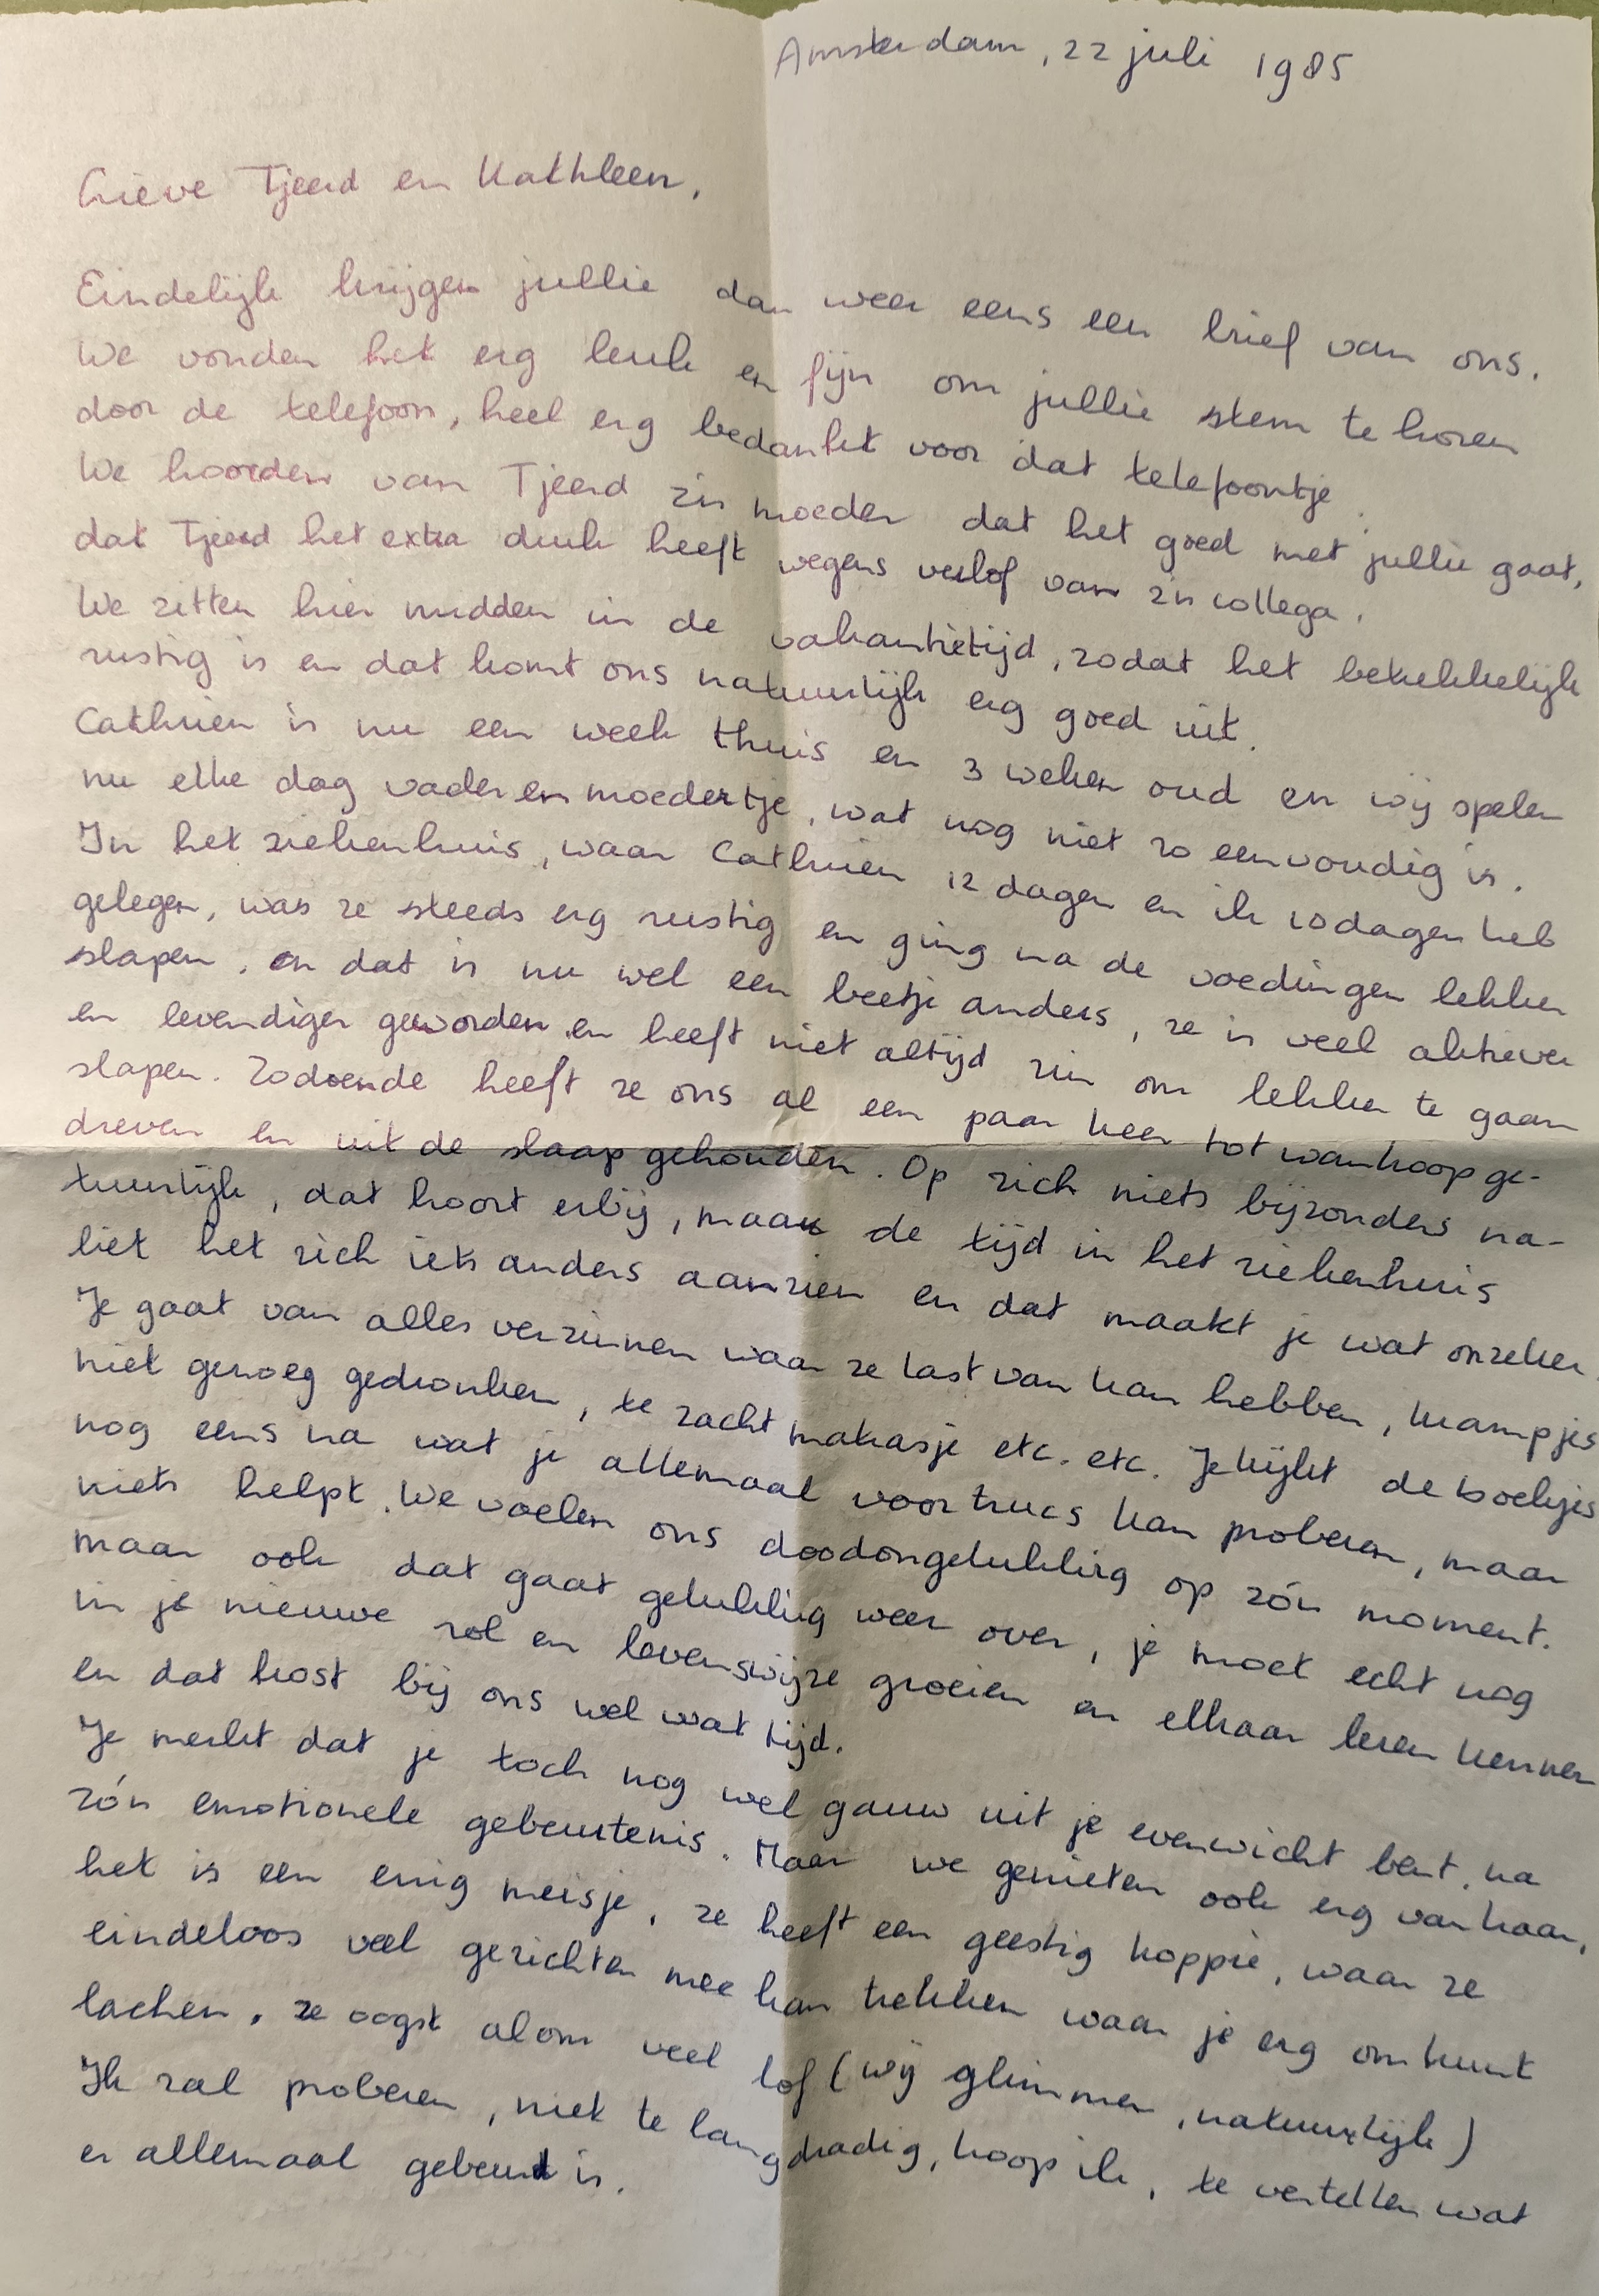 Amsterdam, 22 juli 1985
Lieve Tjeerd en Kathleen,
Eindelijk krijgen jullie dan weer eens een brief van ons.
We vonden het erg leuk en fijn om jullie stem te horen
door de telefoon, heel erg bedankt voor dat telefoontje.
We hoorden van Tjeerd zn moeder dat het goed met jullie gaat,
dat Tjeerd het extra druk heeft wegens verlof van zn collega.
We zitten hier midden in de vakantietijd, zodat het betrekkelijk
rustig is en dat komt ons natuurlijk erg goed uit.
Cathrien is nu een week thuis en 3 weken oud en wij spelen
nu elke dag vader en moedertje, wat nog niet zo eenvoudig is.
In het ziekenhuis, waar Cathrien 12 dagen en ik 10 dagen heb
gelegen, was ze steeds erg rustig en ging na de voedingen lekker
slapen, en dat is nu wel een beetje anders, ze is veel aktiever
en levendiger geworden en heeft niet altijd zin om lekker te gaan
slapen. Zodoende heeft ze ons al een paar keer tot wanhoop ge-
dreven en uit de slaap gehouden. Op zich niets bijzonders na-
tuurlijk, dat hoort erbij, maar de tijd in het ziekenhuis
liet het zich iets anders aanzien en dat maakt je wat onzeker.
Je gaat van alles verzinnen waar ze last van kan hebben, krampjes
niet genoeg gedronken, te zacht matrasje etc. etc. Je kijkt de boekjes
nog eens na wat je allemaal voor trucs kan proberen, maar
niets helpt. We voelen ons doodongelukkig op zó'n moment.
maar ook dat gaat gelukkig weer over, je moet echt nog
in je nieuwe rol en levenswijze groeien en elkaar leren kennen
en dat kost bij ons wel wat tijd.
Je merkt dat je toch nog wel gauw uit je evenwicht bent, na
zó'n emotionele gebeurtenis. Maar we genieten ook erg van haar,
het is een enig meisje, ze heeft een geestig koppie, waar ze
eindeloos veel gezichten mee kan trekken waar je erg om kunt
lachen. ze oogst alom veel lof (wij glimmen, natuurlijk)
Ik zal proberen, niet te langdradig, hoop ik, te vertellen wat
er allemaal gebeurd is.